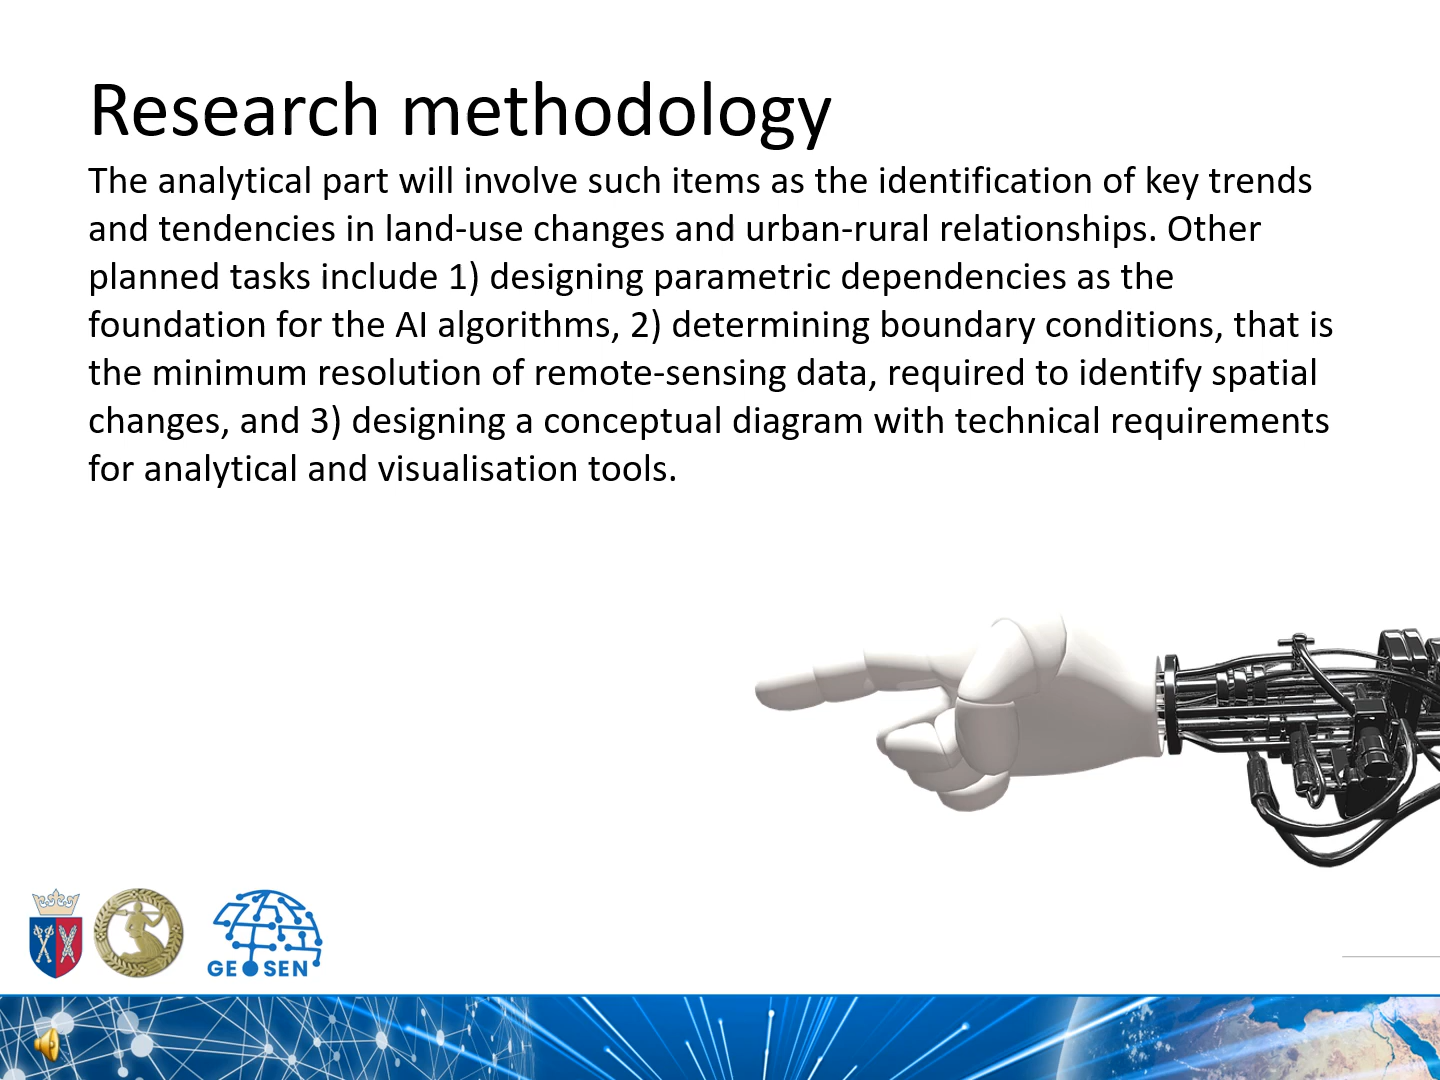 Research methodology
The analytical part will involve such items as the identification of key trends
and tendencies in land-use changes and urban-rural relationships. Other
planned tasks include 1) designing parametric dependencies as the
foundation for the AI algorithms, 2) determining boundary conditions, that is
the minimum resolution of remote-sensing data, required to identify spatial
changes, and 3) designing a conceptual diagram with technical requirements
for analytical and visualisation tools.
GEOSEN